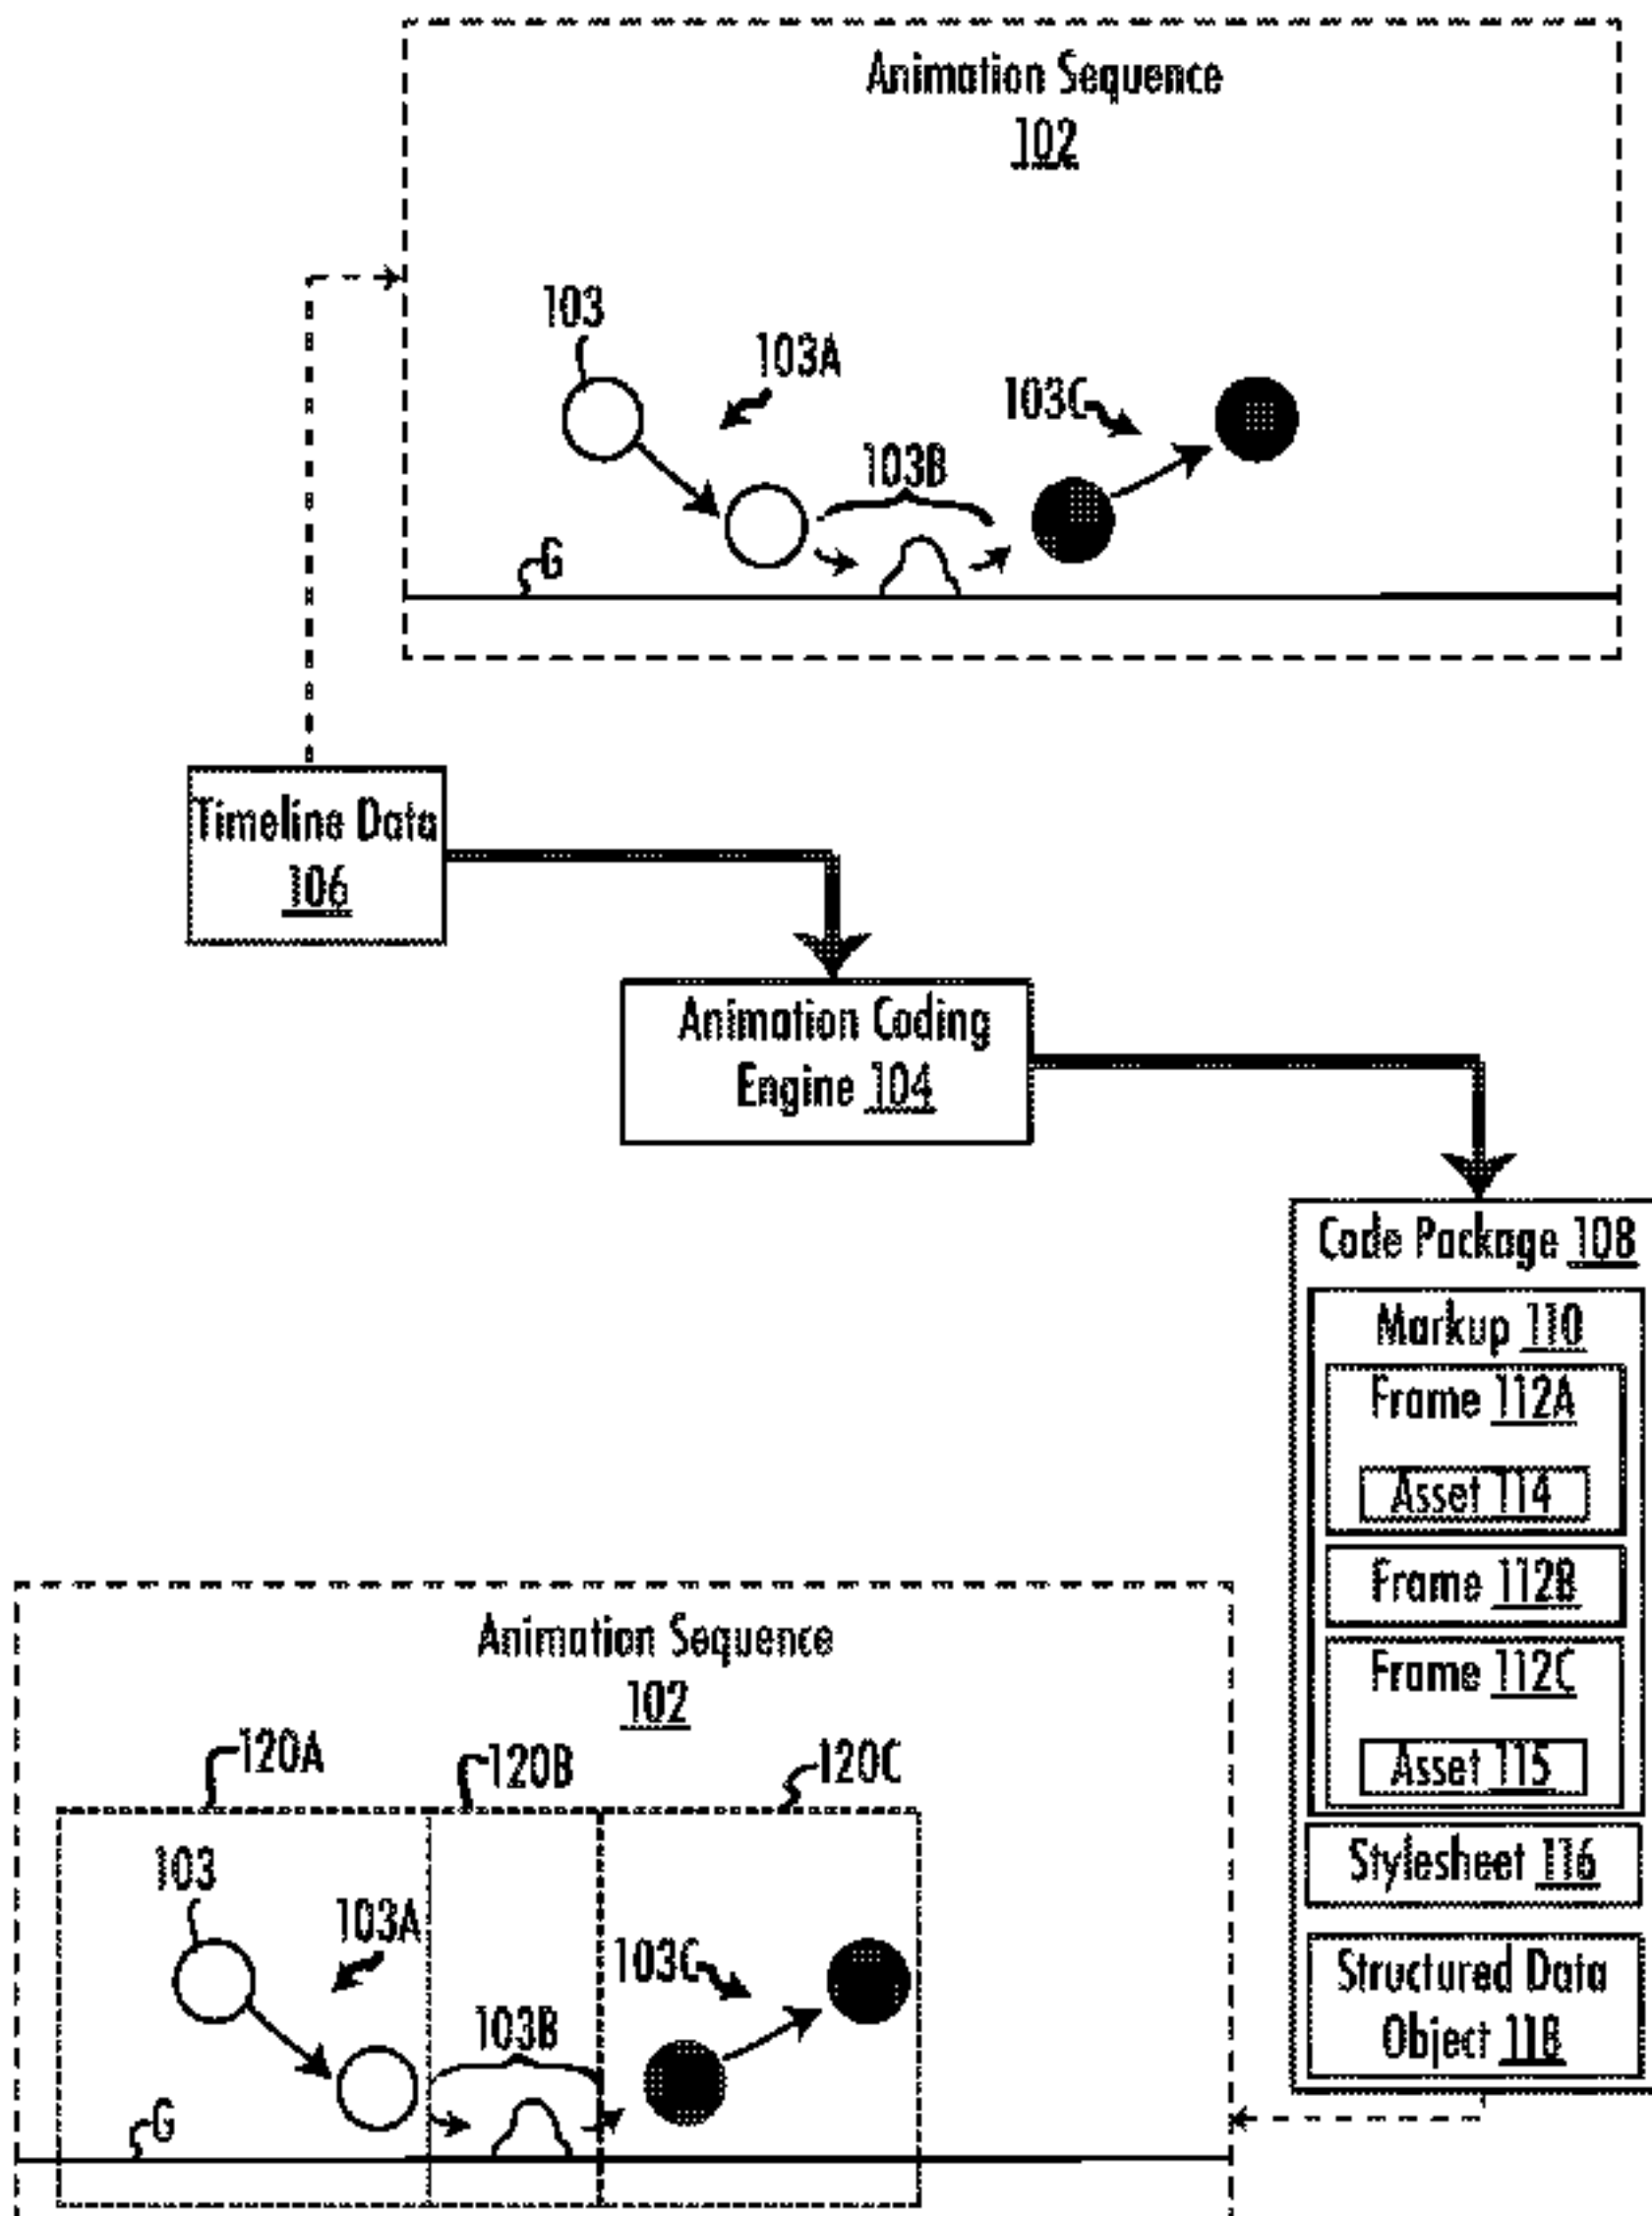 Animation Sequence
102
103
103A
103C
103B
G
Timeline Data
106
Animation Coding
Engine 104
Code Package 108
Markup 110
Frame 112A
Asset 114
Frame 112B
Frame 112C
Asset 115
Stylesheet 116
Structured Data
Object 118
Animation Sequence
102
120A
120B
120C
103
103A
103C
103B
G